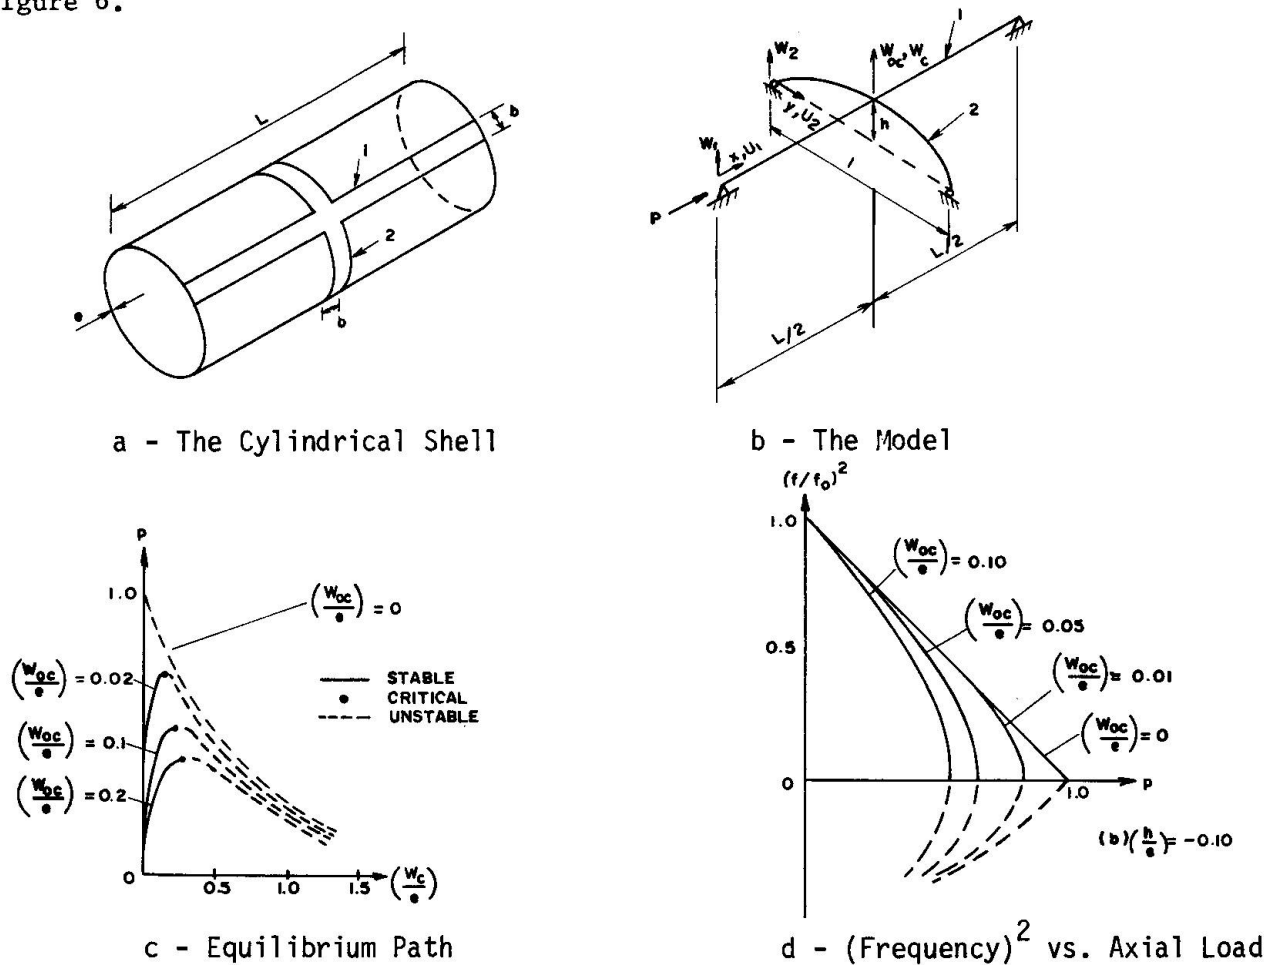 igure 6.
L
b
1
2
e
b
a - The Cylindrical Shell
W2
Woc, Wc
1
y, U2
h
2
W1
x, U1
P
L/2
L/2
b - The Model
P
1.0
(Woc/e) = 0
(Woc/e) = 0.02
(Woc/e) = 0.1
(Woc/e) = 0.2
STABLE
CRITICAL
UNSTABLE
0
0.5
1.0
1.5
(Wc/e)
c - Equilibrium Path
(f/fo)2
1.0
(Woc/e) = 0.10
(Woc/e) = 0.05
0.5
(Woc/e) = 0.01
(Woc/e) = 0
0
1.0
P
(b) (h/e) = -0.10
d - (Frequency)2 vs. Axial Load